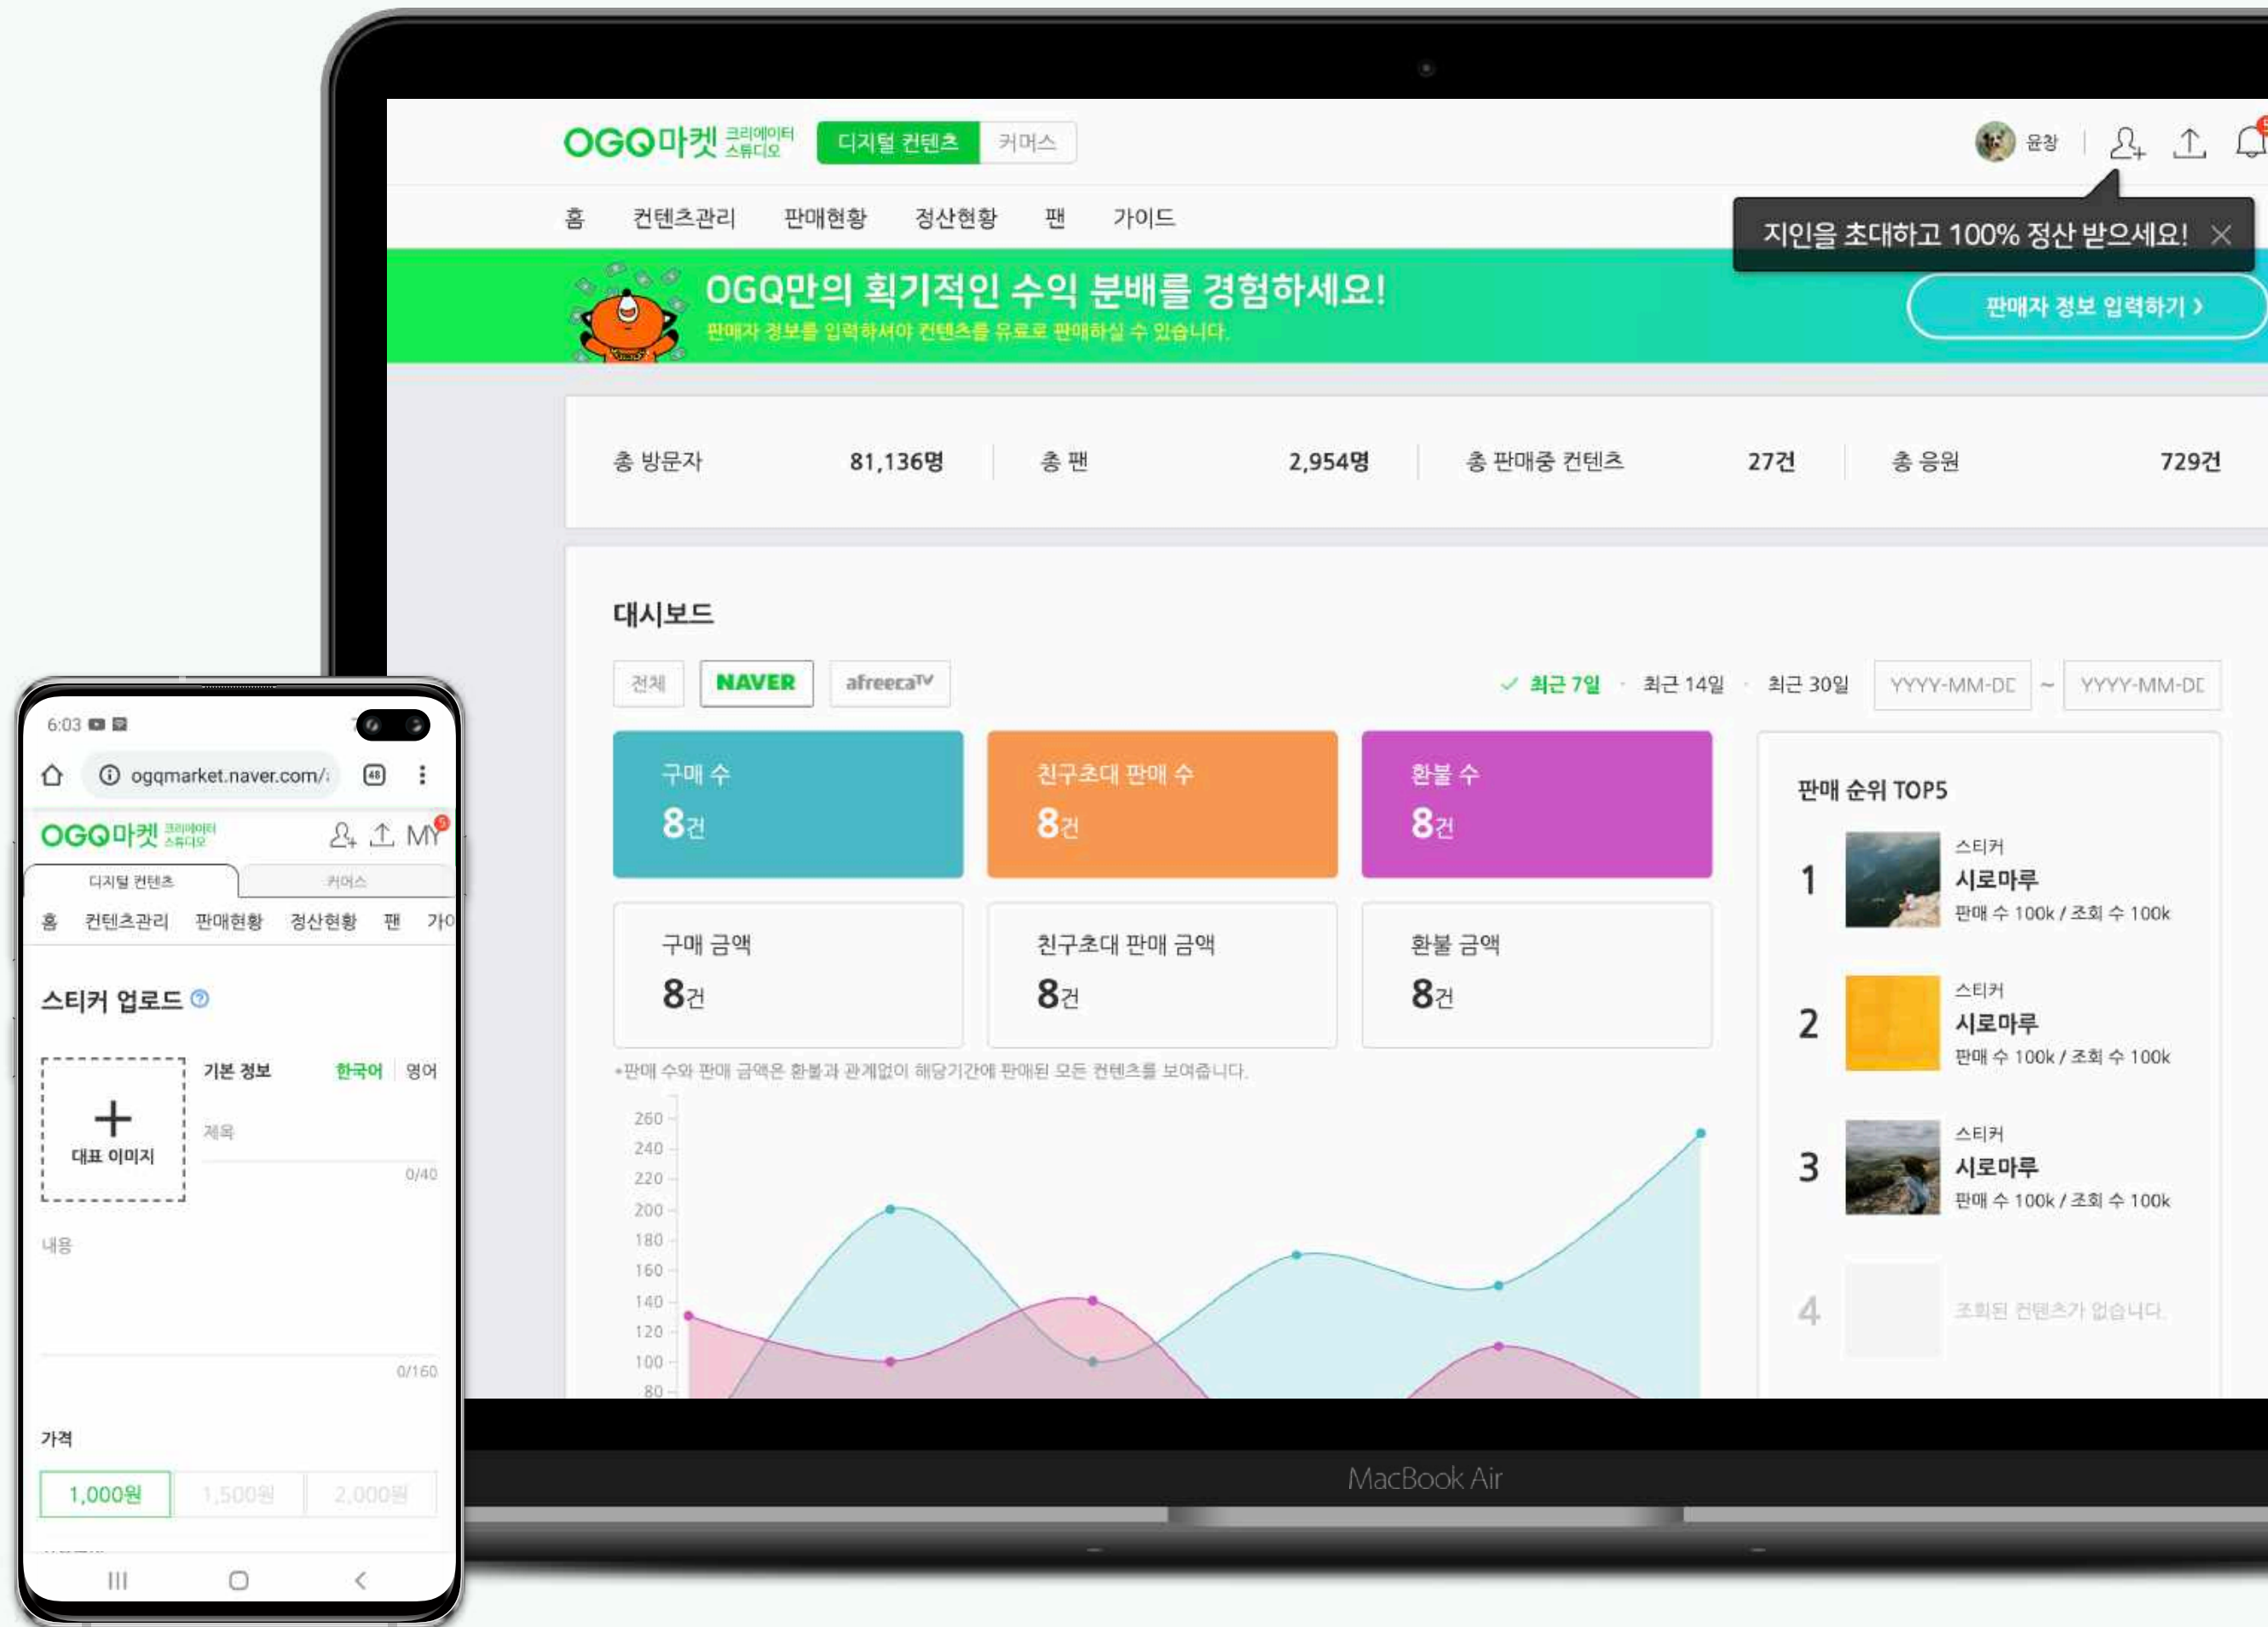 OGQ마켓 크리에이터 스튜디오
디지털 컨텐츠
커머스
윤창
홈 컨텐츠관리 판매현황 정산현황 팬 가이드
지인을 초대하고 100% 정산 받으세요!
OGQ만의 획기적인 수익 분배를 경험하세요!
판매자 정보를 입력하셔야 컨텐츠를 유료로 판매하실 수 있습니다.
판매자 정보 입력하기 >
총 방문자 81,136명 총 팬 2,954명 총 판매중 컨텐츠 27건 총 응원 729건
대시보드
전체 NAVER afreecaTV
최근 7일 · 최근 14일 · 최근 30일 YYYY-MM-DD ~ YYYY-MM-DD
구매 수
8건
친구초대 판매 수
8건
환불 수
8건
구매 금액
8건
친구초대 판매 금액
8건
환불 금액
8건
*판매 수와 판매 금액은 환불과 관계없이 해당기간에 판매된 모든 컨텐츠를 보여줍니다.
260
240
220
200
180
160
140
120
100
80
판매 순위 TOP5
1
스티커
시로마루
판매 수 100k / 조회 수 100k
2
스티커
시로마루
판매 수 100k / 조회 수 100k
3
스티커
시로마루
판매 수 100k / 조회 수 100k
4
조회된 컨텐츠가 없습니다.
MacBook Air
6:03
ogqmarket.naver.com/
48
OGQ마켓 크리에이터 스튜디오
MY 5
디지털 컨텐츠 커머스
홈 컨텐츠관리 판매현황 정산현황 팬
스티커 업로드
대표 이미지
기본 정보 한국어 영어
제목
0/40
내용
0/160
가격
1,000원 1,500원 2,000원